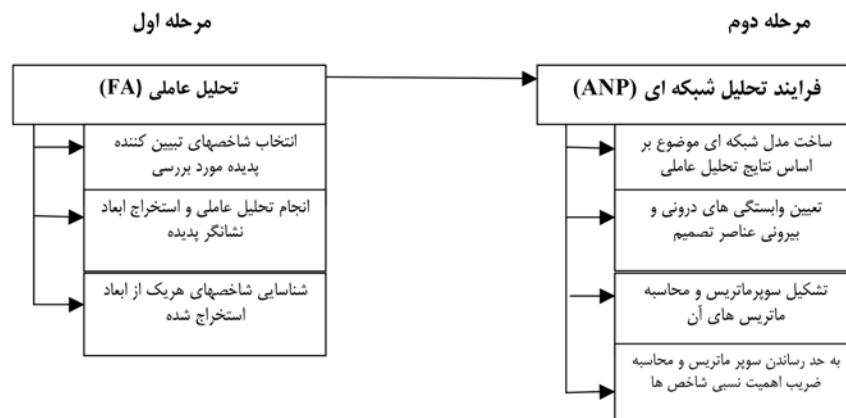 مرحله اول
مرحله دوم
تحلیل عاملی (FA)
انتخاب شاخصهای تبیین کننده
پدیده مورد بررسی
انجام تحلیل عاملی و استخراج ابعاد
نشانگر پدیده
شناسایی شاخصهای هریک از ابعاد
استخراج شده
فرایند تحلیل شبکه ای (ANP)
ساخت مدل شبکه ای موضوع بر
اساس نتایج تحلیل عاملی
تعیین وابستگی های درونی و
بیرونی عناصر تصمیم
تشکیل سوپرماتریس و محاسبه
ماتریس های آن
به حد رساندن سوپر ماتریس و محاسبه
ضریب اهمیت نسبی شاخص ها